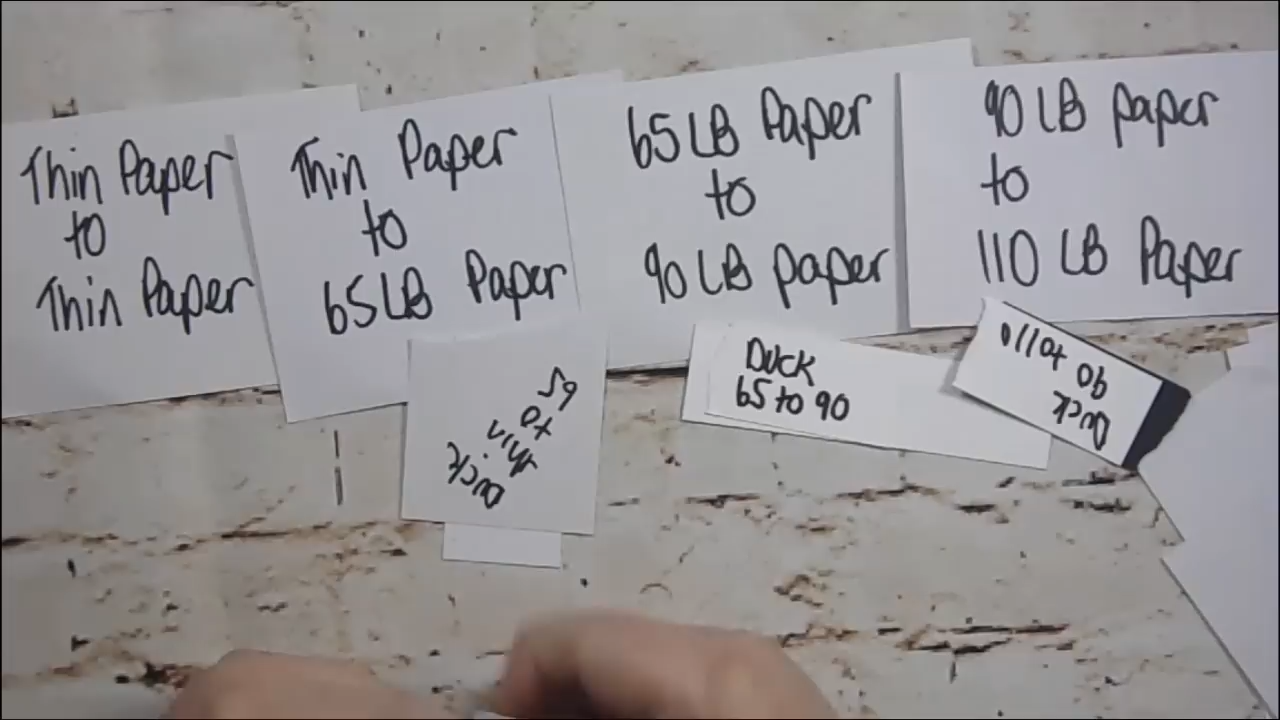 Thin Paper
to
Thin Paper
Thin Paper
to
65 LB Paper
65 LB Paper
to
90 LB paper
90 LB paper
to
110 LB Paper
Duck
thin
to
65
Duck
65 to 90
Duck
90 to 110